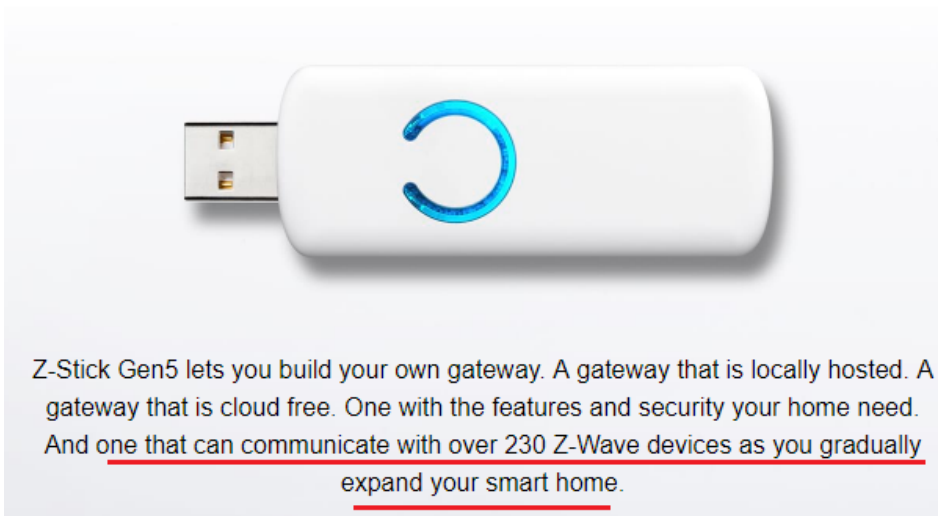 Z-Stick Gen5 lets you build your own gateway. A gateway that is locally hosted. A
gateway that is cloud free. One with the features and security your home need.
And one that can communicate with over 230 Z-Wave devices as you gradually
expand your smart home.